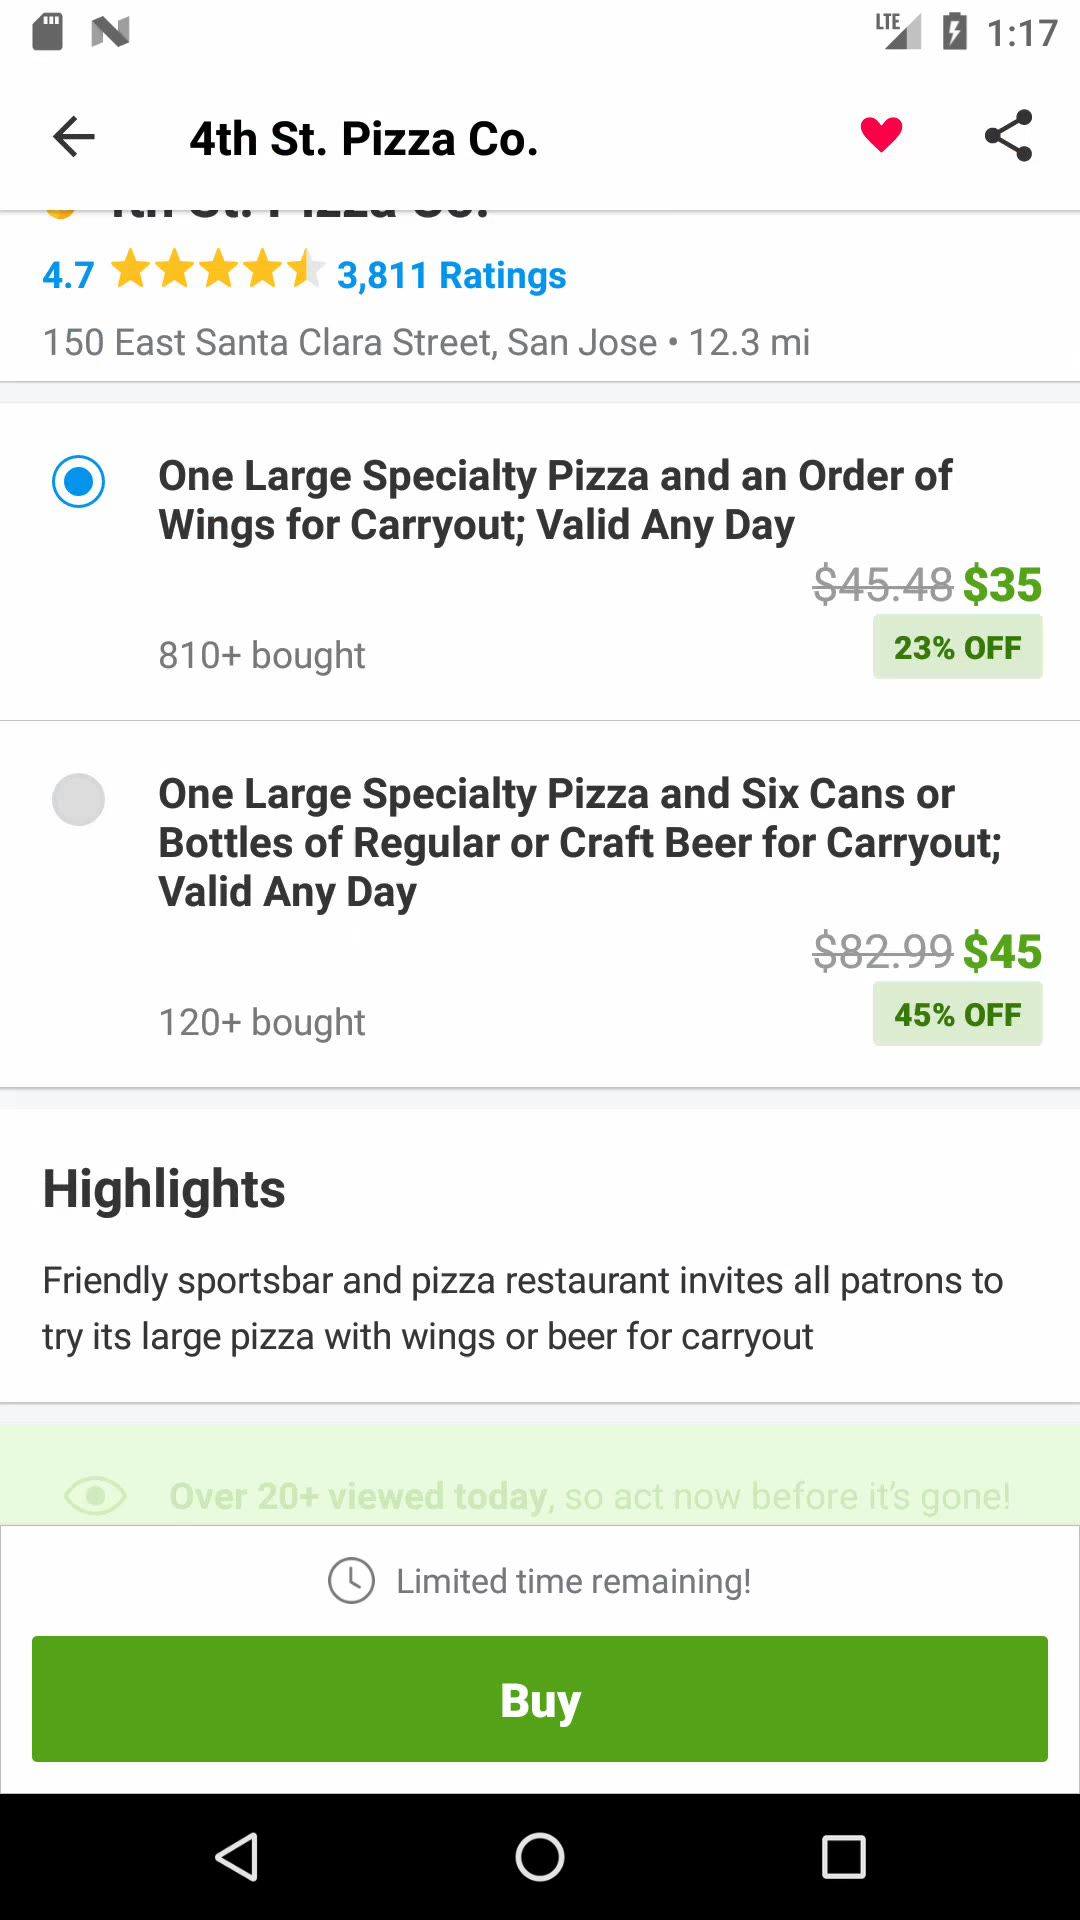 LTE
1:17
4th St. Pizza Co.
4th St. Pizza Co.
4.7
3,811 Ratings
150 East Santa Clara Street, San Jose • 12.3 mi
One Large Specialty Pizza and an Order of
Wings for Carryout; Valid Any Day
$45.48 $35
810+ bought
23% OFF
One Large Specialty Pizza and Six Cans or
Bottles of Regular or Craft Beer for Carryout;
Valid Any Day
$82.99 $45
120+ bought
45% OFF
Highlights
Friendly sportsbar and pizza restaurant invites all patrons to
try its large pizza with wings or beer for carryout
Over 20+ viewed today, so act now before it's gone!
Limited time remaining!
Buy